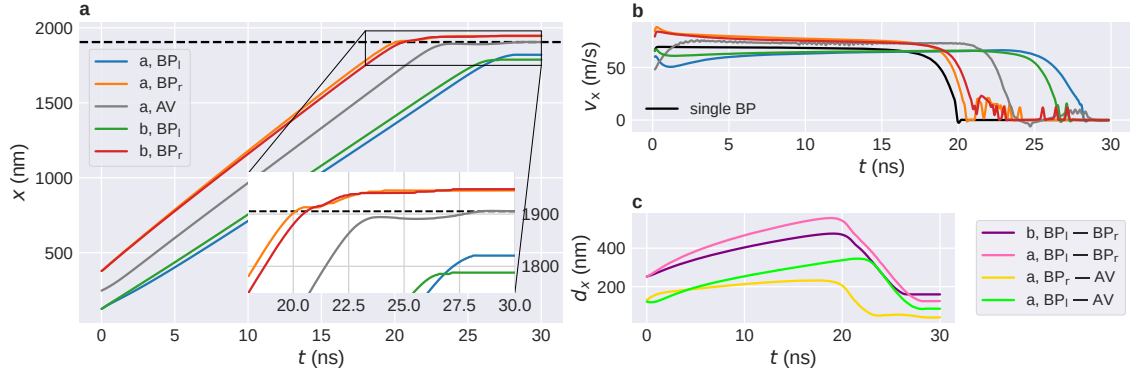 a
2000
1500
1000
500
x (nm)
a, BPl
a, BPr
a, AV
b, BPl
b, BPr
1900
1800
20.0 22.5 25.0 27.5 30.0
0 5 10 15 20 25 30
t (ns)
b
50
0
vx (m/s)
single BP
0 5 10 15 20 25 30
t (ns)
c
400
200
dx (nm)
0 10 20 30
t (ns)
b, BPl — BPr
a, BPl — BPr
a, BPr — AV
a, BPl — AV